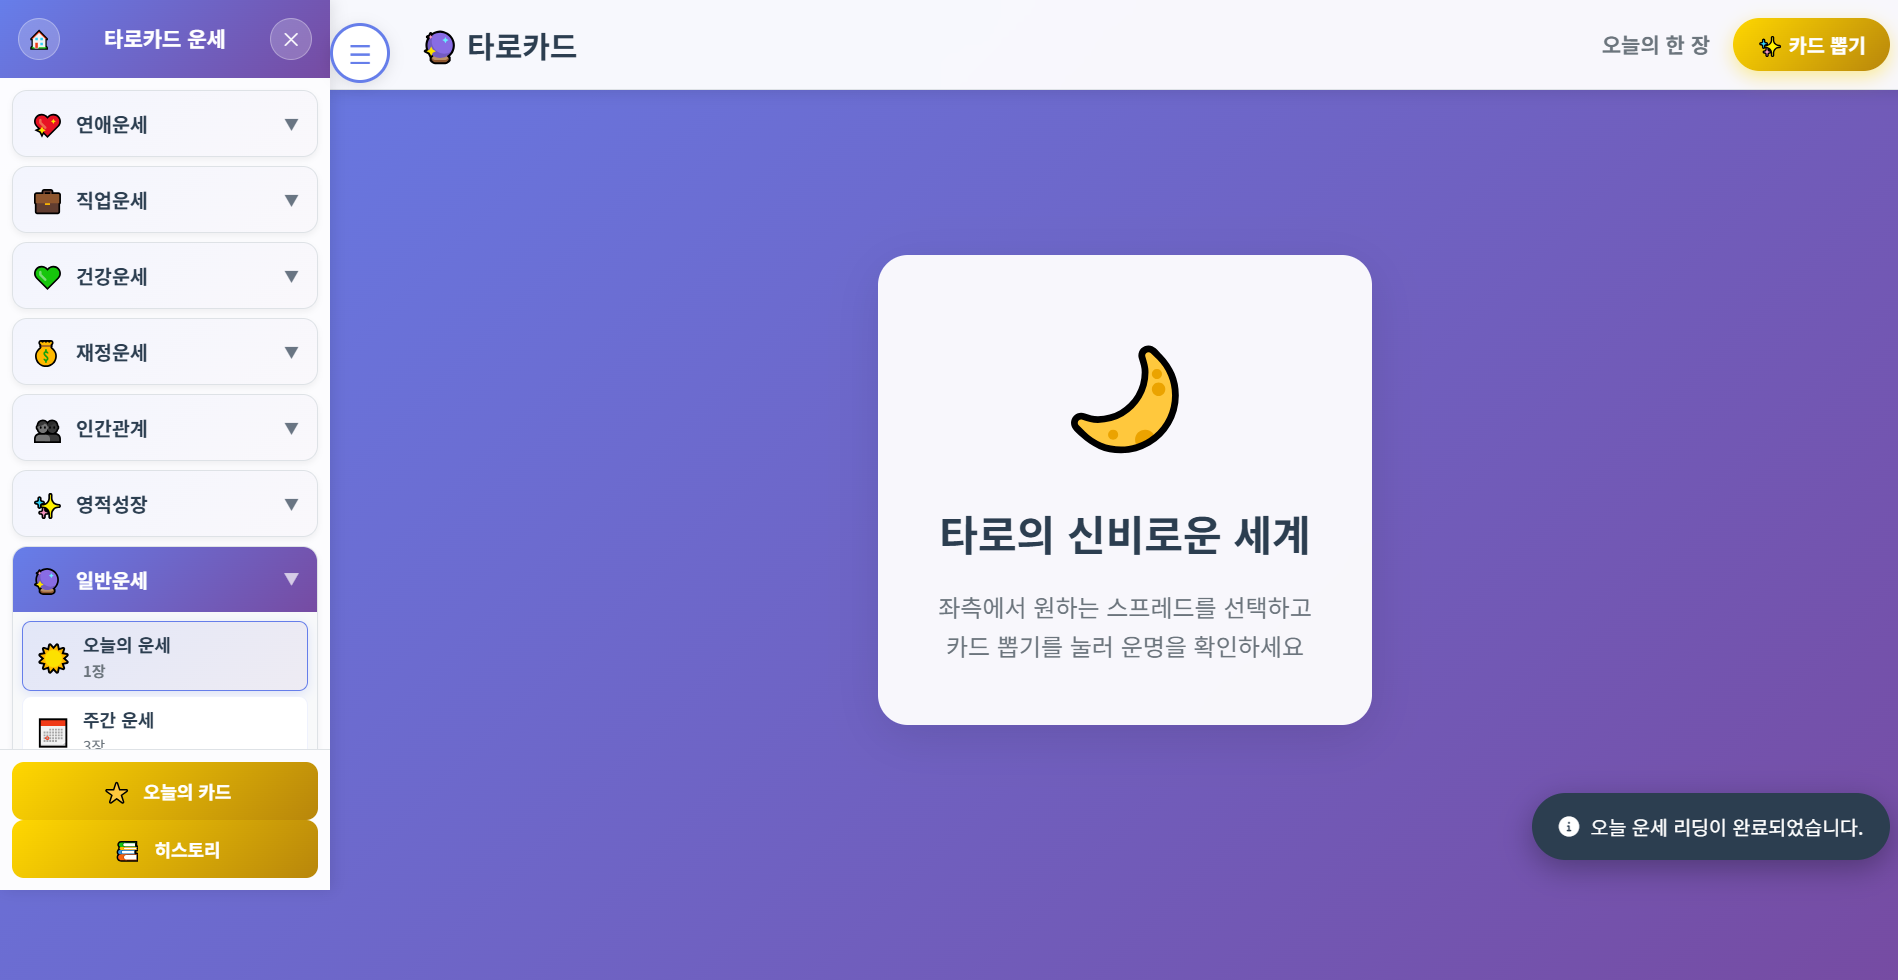 타로카드 운세
연애운세
직업운세
건강운세
재정운세
인간관계
영적성장
일반운세
오늘의 운세
1장
주간 운세
3장
오늘의 카드
히스토리
타로카드
오늘의 한 장
카드 뽑기
타로의 신비로운 세계
좌측에서 원하는 스프레드를 선택하고
카드 뽑기를 눌러 운명을 확인하세요
오늘 운세 리딩이 완료되었습니다.